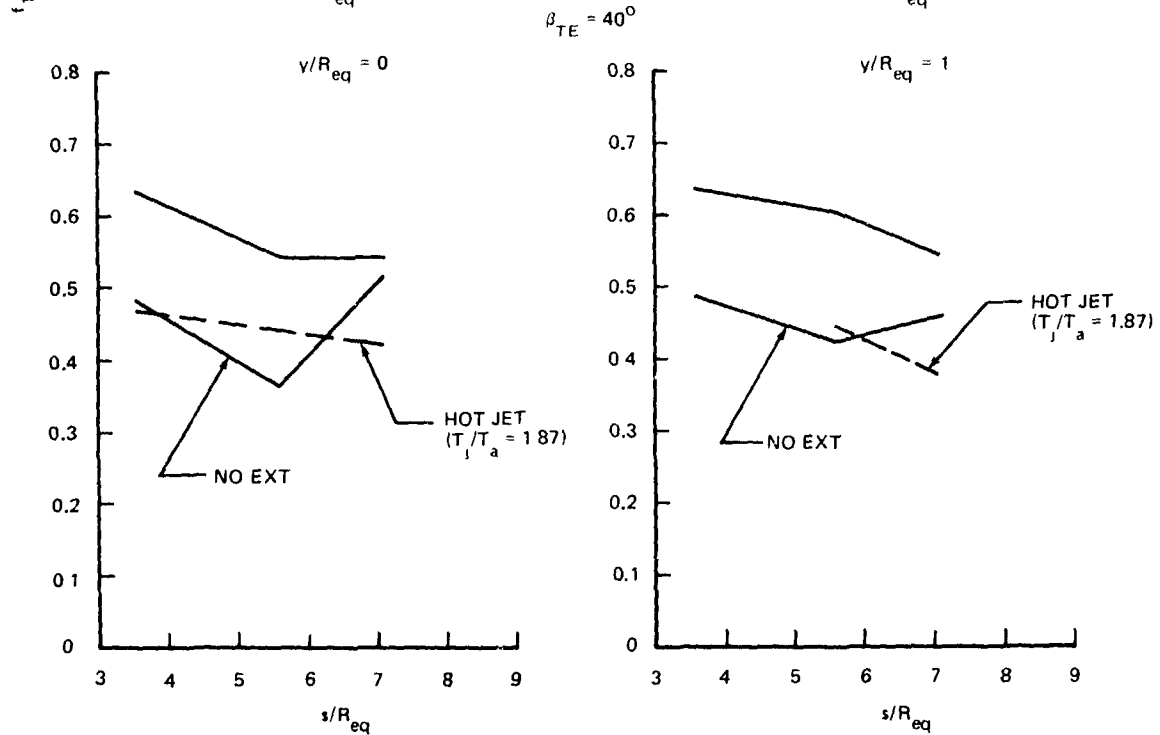 eq eq
β_TE = 40°
y/R_eq = 0
0.8
0.7
0.6
0.5
0.4
0.3
0.2
0 1
0
3 4 5 6 7 8 9
s/R_eq
HOT JET
(T_j/T_a = 1 87)
NO EXT
y/R_eq = 1
0.8
0.7
0.6
0.5
0 4
0.3
0.2
0.1
0
3 4 5 6 7 8 9
s/R_eq
HOT JET
(T_j/T_a = 1.87)
NO EXT